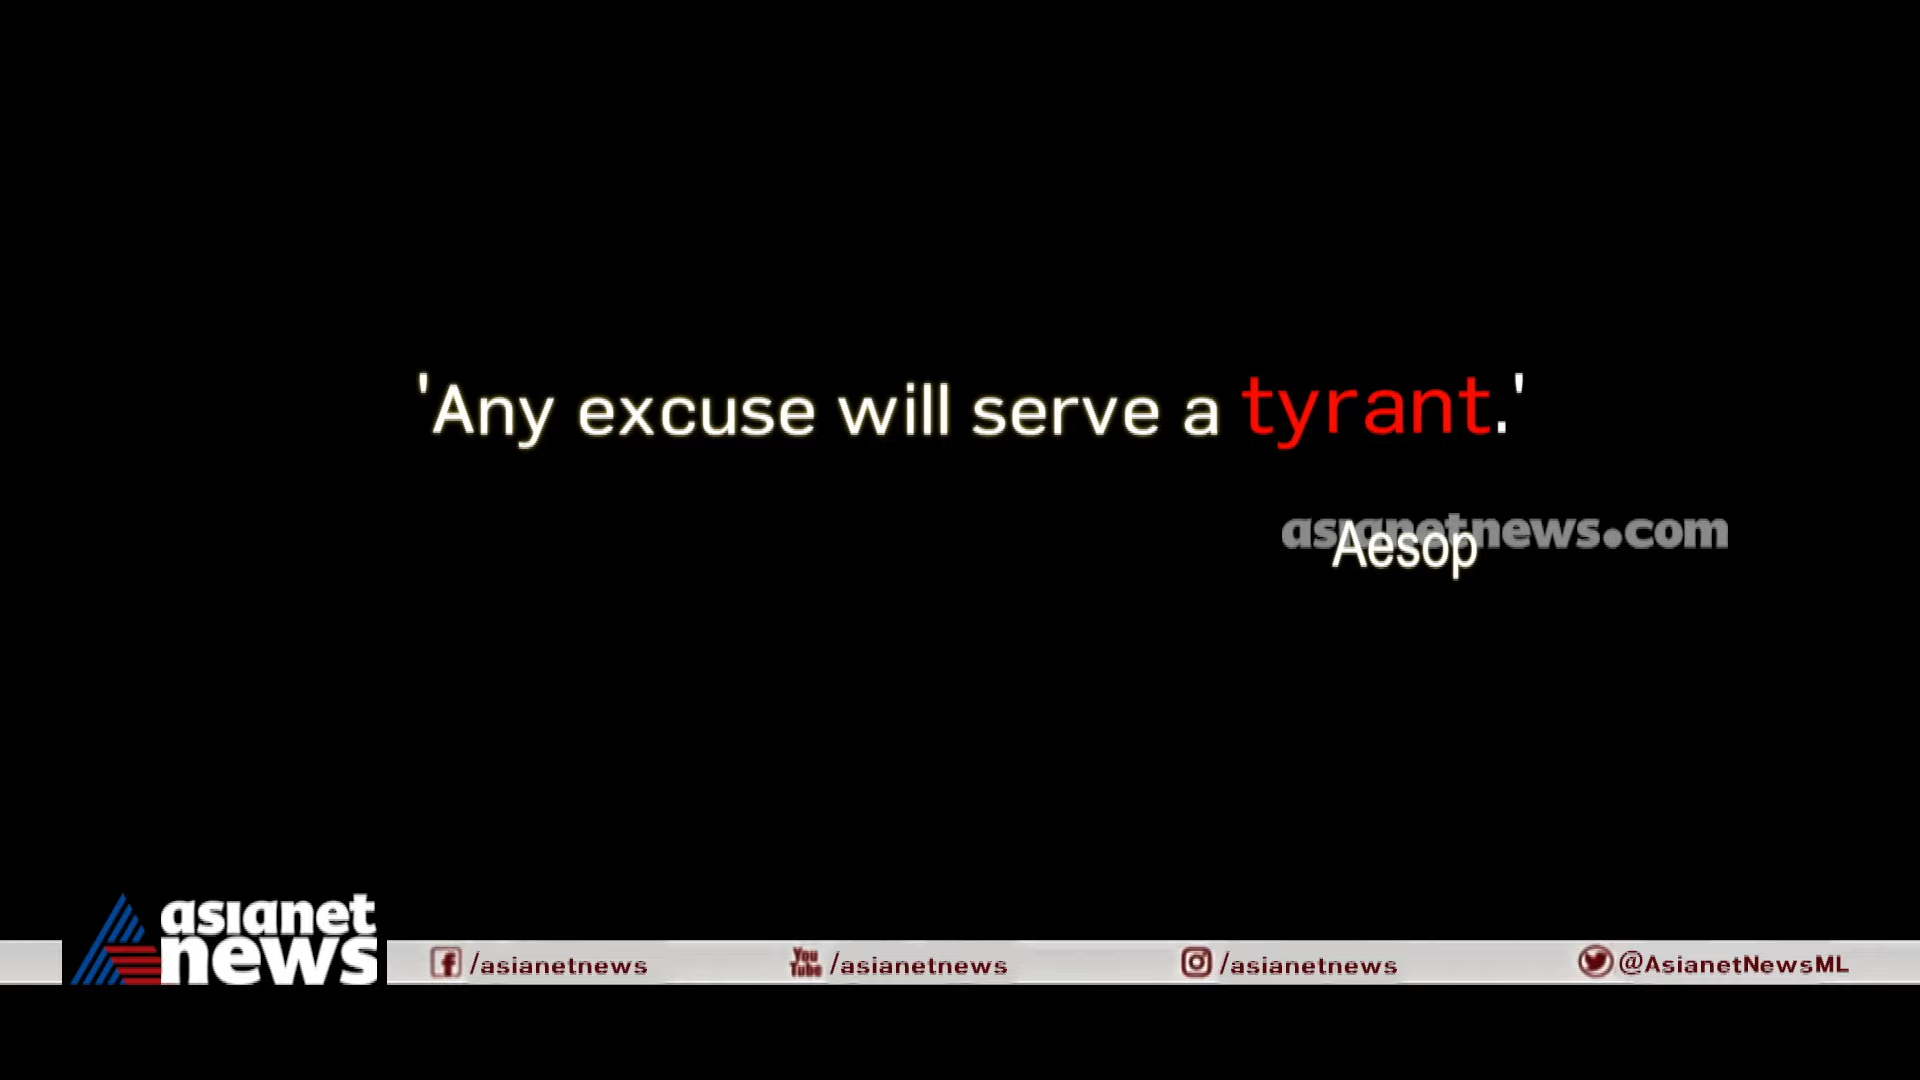 'Any excuse will serve a tyrant.'
asianetnews.com
Aesop
asianet
news
/asianetnews
You
Tube /asianetnews
/asianetnews
@AsianetNewsML